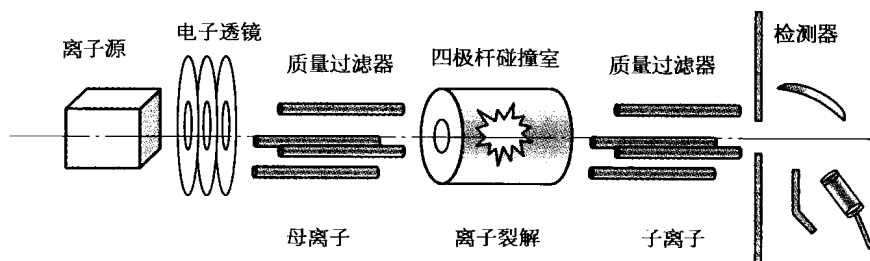 离子源
电子透镜
质量过滤器
四极杆碰撞室
质量过滤器
检测器
母离子
离子裂解
子离子